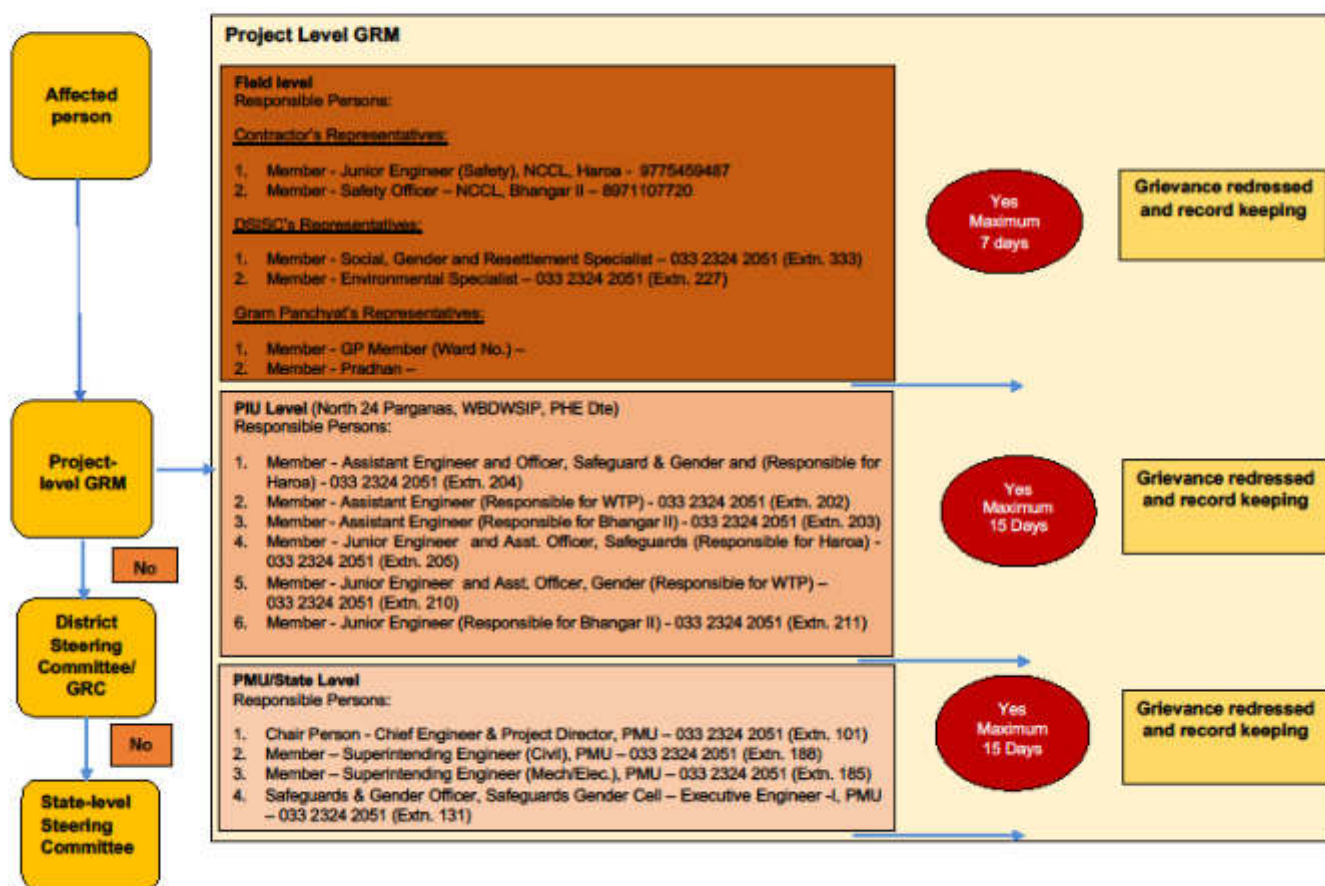 Affected
person
Project-
level GRM
No
District
Steering
Committee/
GRC
No
State-level
Steering
Committee
Project Level GRM
Field level
Responsible Persons:
Contractor's Representatives:
1. Member - Junior Engineer (Safety), NCCL, Haroa - 9775459487
2. Member - Safety Officer – NCCL, Bhangar II – 8971107720
DSISC's Representatives:
1. Member - Social, Gender and Resettlement Specialist – 033 2324 2051 (Extn. 333)
2. Member - Environmental Specialist – 033 2324 2051 (Extn. 227)
Gram Panchyat's Representatives:
1. Member - GP Member (Ward No.) –
2. Member - Pradhan –
Yes
Maximum
7 days
Grievance redressed
and record keeping
PIU Level (North 24 Parganas, WBDWSIP, PHE Dte)
Responsible Persons:
1. Member - Assistant Engineer and Officer, Safeguard & Gender and (Responsible for
Haroa) - 033 2324 2051 (Extn. 204)
2. Member - Assistant Engineer (Responsible for WTP) - 033 2324 2051 (Extn. 202)
3. Member - Assistant Engineer (Responsible for Bhangar II) - 033 2324 2051 (Extn. 203)
4. Member - Junior Engineer and Asst. Officer, Safeguards (Responsible for Haroa) -
033 2324 2051 (Extn. 205)
5. Member - Junior Engineer and Asst. Officer, Gender (Responsible for WTP) –
033 2324 2051 (Extn. 210)
6. Member - Junior Engineer (Responsible for Bhangar II) - 033 2324 2051 (Extn. 211)
Yes
Maximum
15 Days
Grievance redressed
and record keeping
PMU/State Level
Responsible Persons:
1. Chair Person - Chief Engineer & Project Director, PMU – 033 2324 2051 (Extn. 101)
2. Member – Superintending Engineer (Civil), PMU – 033 2324 2051 (Extn. 188)
3. Member – Superintending Engineer (Mech/Elec.), PMU – 033 2324 2051 (Extn. 185)
4. Safeguards & Gender Officer, Safeguards Gender Cell – Executive Engineer -I, PMU
– 033 2324 2051 (Extn. 131)
Yes
Maximum
15 Days
Grievance redressed
and record keeping